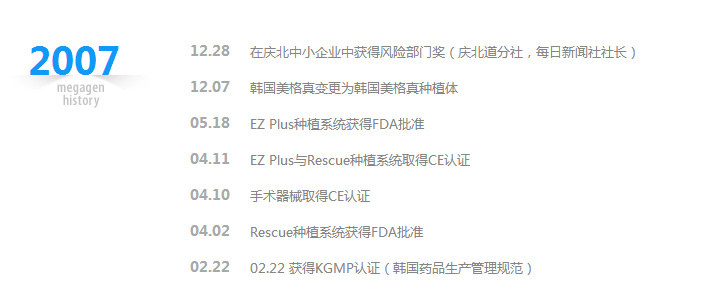 2007
megagen
history
12.28 在庆北中小企业中获得风险部门奖（庆北道分社，每日新闻社社长）
12.07 韩国美格真变更为韩国美格真种植体
05.18 EZ Plus种植系统获得FDA批准
04.11 EZ Plus与Rescue种植系统取得CE认证
04.10 手术器械取得CE认证
04.02 Rescue种植系统获得FDA批准
02.22 02.22 获得KGMP认证（韩国药品生产管理规范）